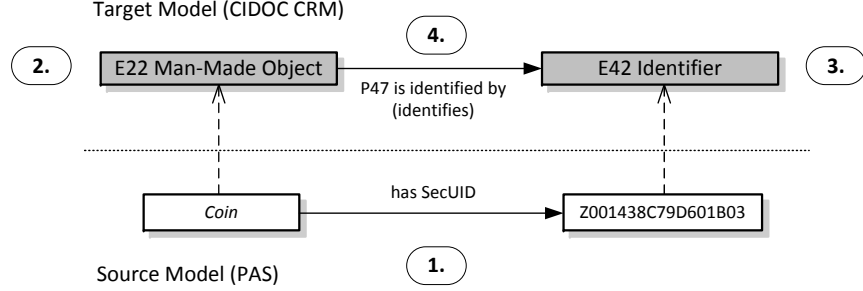 Target Model (CIDOC CRM)
4.
2.
E22 Man-Made Object
E42 Identifier
3.
P47 is identified by
(identifies)
has SecUID
Coin
Z001438C79D601B03
1.
Source Model (PAS)